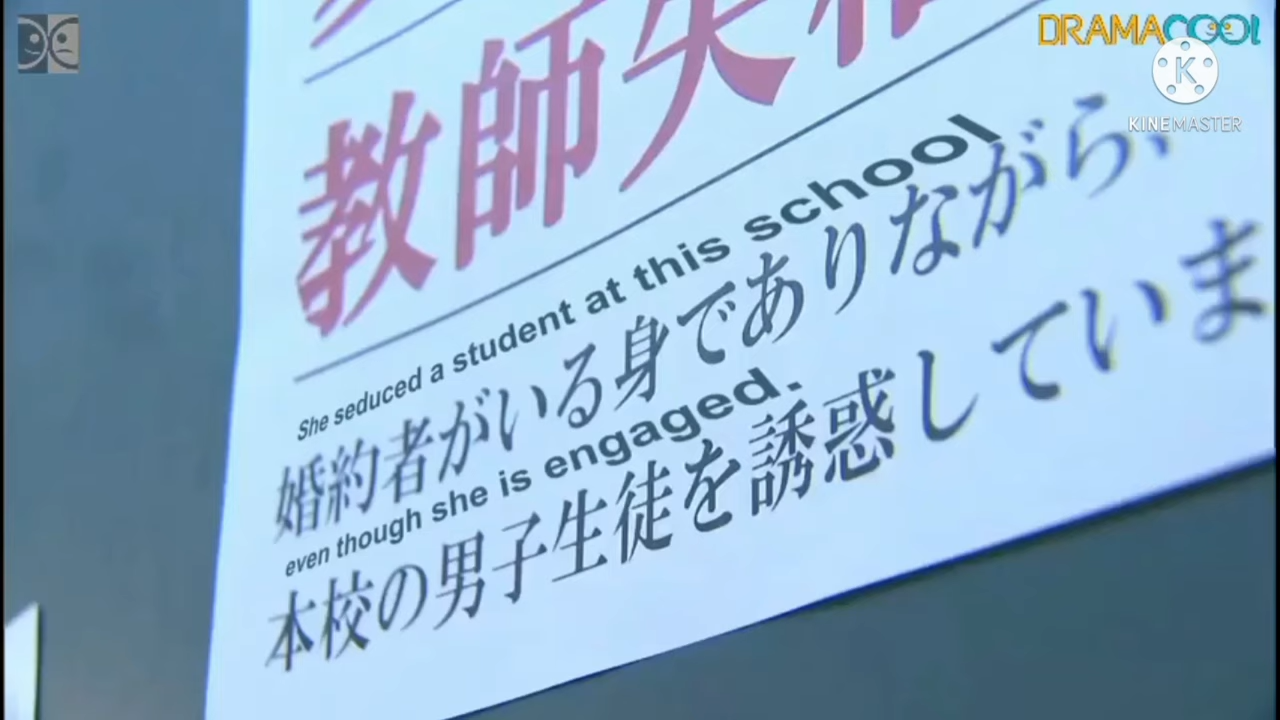 DRAMACOOL
KINEMASTER
教師失
She seduced a student at this school
婚約者がいる身でありながら、
even though she is engaged.
本校の男子生徒を誘惑していま